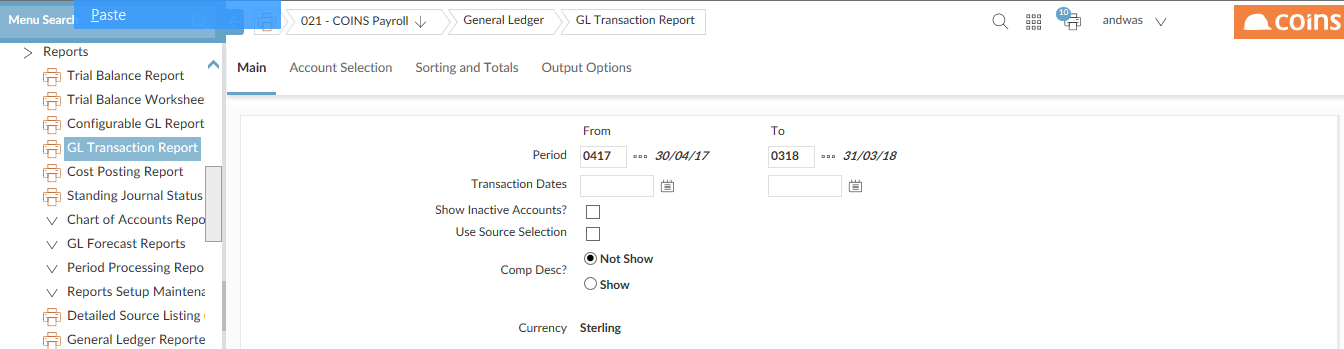 Menu Search
Paste
021 - COINS Payroll
General Ledger
GL Transaction Report
10
andwas
coins
Reports
Trial Balance Report
Trial Balance Workshee
Configurable GL Report
GL Transaction Report
Cost Posting Report
Standing Journal Status
Chart of Accounts Repo
GL Forecast Reports
Period Processing Repo
Reports Setup Maintena
Detailed Source Listing (
General Ledger Reporte
Main Account Selection Sorting and Totals Output Options
From To
Period 0417 30/04/17 0318 31/03/18
Transaction Dates
Show Inactive Accounts?
Use Source Selection
Comp Desc?
Not Show
Show
Currency Sterling